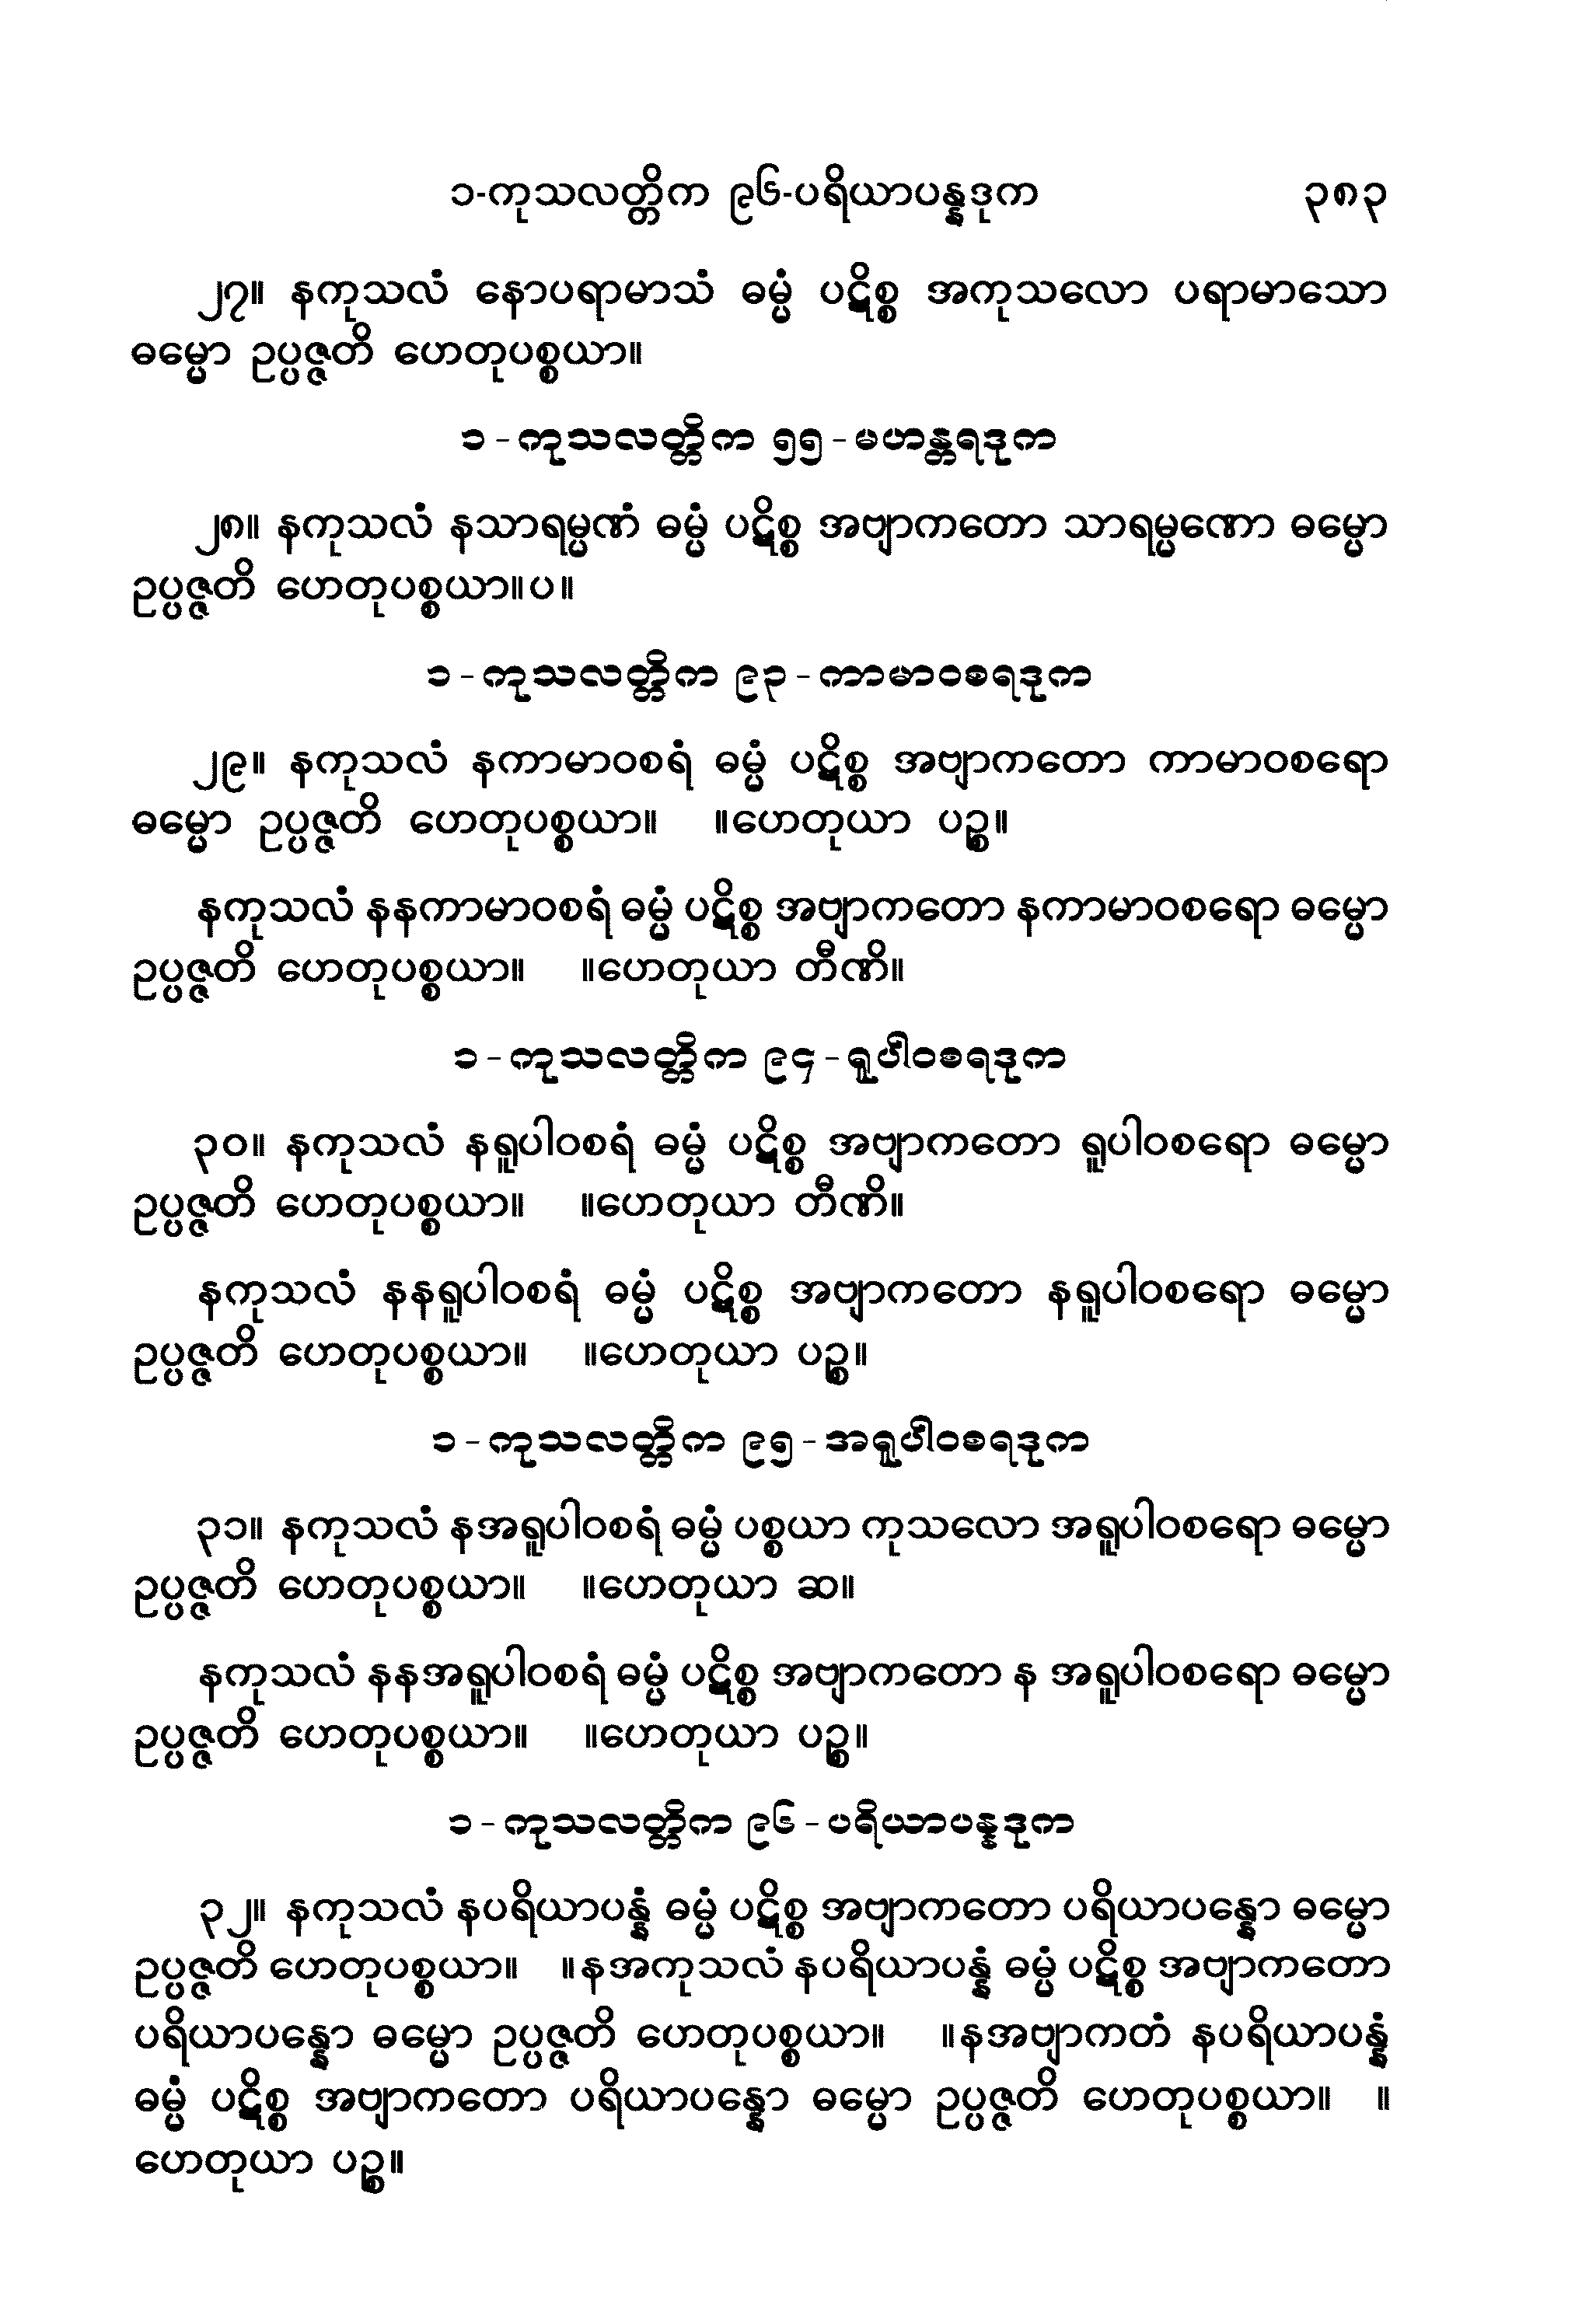 ၁-ကုသလတ္တိက ၉၆-ပရိယာပန္နဒုက ၃၈၃
၂၇။ နကုသလံ နောပရာမာသံ ဓမ္မံ ပဋိစ္စ အကုသလော ပရာမာသော
ဓမ္မော ဥပ္ပဇ္ဇတိ ဟေတုပစ္စယာ။
၁-ကုသလတ္တိက ၅၅-မဟန္တရဒုက
၂၈။ နကုသလံ နသာရမ္မဏံ ဓမ္မံ ပဋိစ္စ အဗျာကတော သာရမ္မဏော ဓမ္မော
ဥပ္ပဇ္ဇတိ ဟေတုပစ္စယာ။ပ။
၁-ကုသလတ္တိက ၉၃-ကာမာဝစရဒုက
၂၉။ နကုသလံ နကာမာဝစရံ ဓမ္မံ ပဋိစ္စ အဗျာကတော ကာမာဝစရော
ဓမ္မော ဥပ္ပဇ္ဇတိ ဟေတုပစ္စယာ။ ။ဟေတုယာ ပဉ္စ။
နကုသလံ နနကာမာဝစရံ ဓမ္မံ ပဋိစ္စ အဗျာကတော နကာမာဝစရော ဓမ္မော
ဥပ္ပဇ္ဇတိ ဟေတုပစ္စယာ။ ။ဟေတုယာ တီဏိ။
၁-ကုသလတ္တိက ၉၄-ရူပါဝစရဒုက
၃၀။ နကုသလံ နရူပါဝစရံ ဓမ္မံ ပဋိစ္စ အဗျာကတော ရူပါဝစရော ဓမ္မော
ဥပ္ပဇ္ဇတိ ဟေတုပစ္စယာ။ ။ဟေတုယာ တီဏိ။
နကုသလံ နနရူပါဝစရံ ဓမ္မံ ပဋိစ္စ အဗျာကတော နရူပါဝစရော ဓမ္မော
ဥပ္ပဇ္ဇတိ ဟေတုပစ္စယာ။ ။ဟေတုယာ ပဉ္စ။
၁-ကုသလတ္တိက ၉၅-အရူပါဝစရဒုက
၃၁။ နကုသလံ နအရူပါဝစရံ ဓမ္မံ ပစ္စယာ ကုသလော အရူပါဝစရော ဓမ္မော
ဥပ္ပဇ္ဇတိ ဟေတုပစ္စယာ။ ။ဟေတုယာ ဆ။
နကုသလံ နနအရူပါဝစရံ ဓမ္မံ ပဋိစ္စ အဗျာကတော န အရူပါဝစရော ဓမ္မော
ဥပ္ပဇ္ဇတိ ဟေတုပစ္စယာ။ ။ဟေတုယာ ပဉ္စ။
၁-ကုသလတ္တိက ၉၆-ပရိယာပန္နဒုက
၃၂။ နကုသလံ နပရိယာပန္နံ ဓမ္မံ ပဋိစ္စ အဗျာကတော ပရိယာပန္နော ဓမ္မော
ဥပ္ပဇ္ဇတိ ဟေတုပစ္စယာ။ ။နအကုသလံ နပရိယာပန္နံ ဓမ္မံ ပဋိစ္စ အဗျာကတော
ပရိယာပန္နော ဓမ္မော ဥပ္ပဇ္ဇတိ ဟေတုပစ္စယာ။ ။နအဗျာကတံ နပရိယာပန္နံ
ဓမ္မံ ပဋိစ္စ အဗျာကတော ပရိယာပန္နော ဓမ္မော ဥပ္ပဇ္ဇတိ ဟေတုပစ္စယာ။ ။
ဟေတုယာ ပဉ္စ။